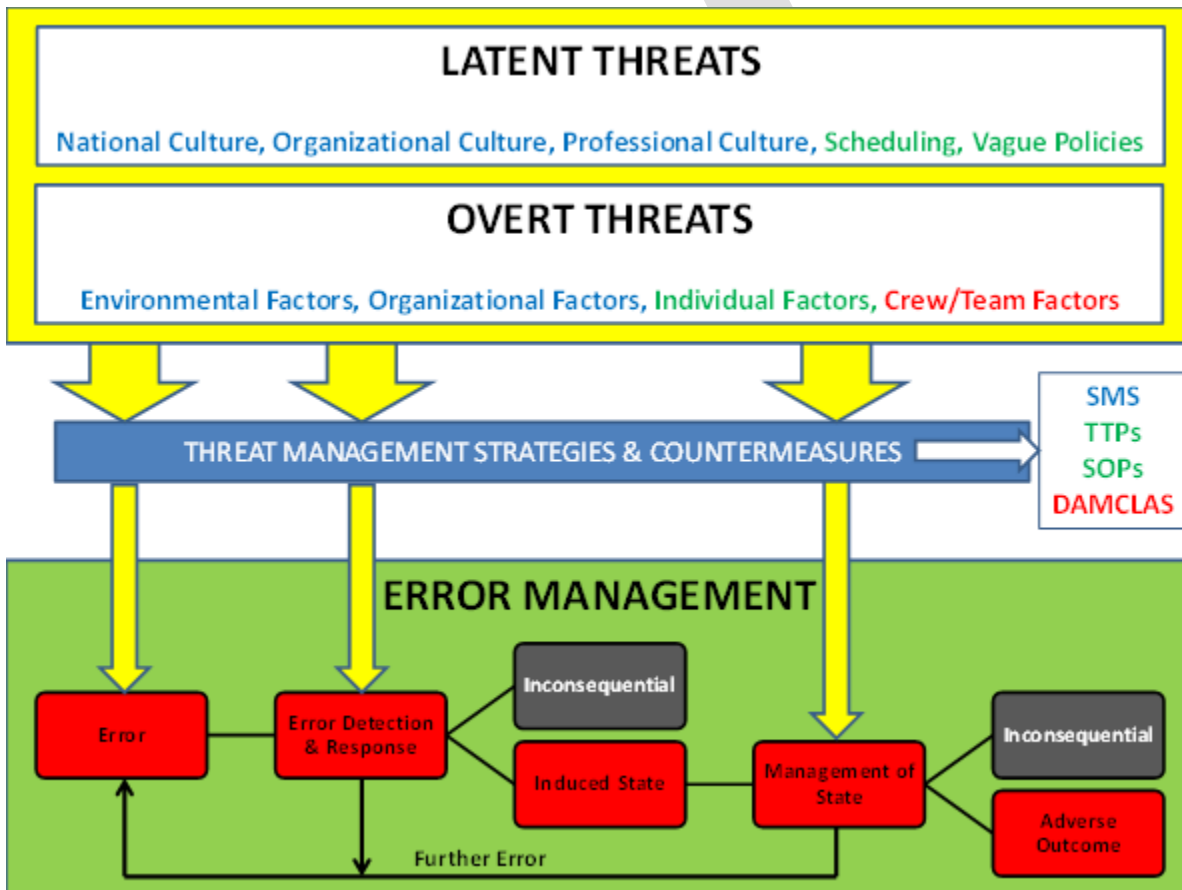 LATENT THREATS
National Culture, Organizational Culture, Professional Culture, Scheduling, Vague Policies
OVERT THREATS
Environmental Factors, Organizational Factors, Individual Factors, Crew/Team Factors
THREAT MANAGEMENT STRATEGIES & COUNTERMEASURES
SMS
TTPs
SOPs
DAMCLAS
ERROR MANAGEMENT
Error
Error Detection
& Response
Inconsequential
Induced State
Management of
State
Inconsequential
Adverse
Outcome
Further Error